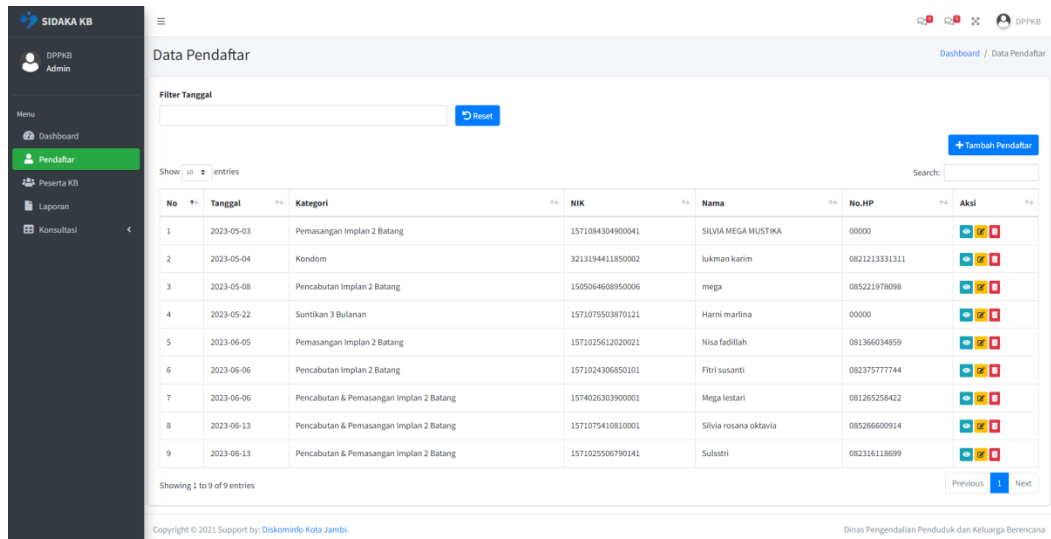 SIDAKA KB
DPPKB
DPPKB
Admin
Data Pendaftar
Dashboard / Data Pendaftar
Menu
Dashboard
Pendaftar
Peserta KB
Laporan
Konsultasi
Filter Tanggal
Reset
Tambah Pendaftar
Show 10 entries
Search:
No Tanggal Kategori NIK Nama No.HP Aksi
1 2023-05-03 Pemasangan Implan 2 Batang 1571084304900041 SILVIA MEGA MUSTIKA 00000
2 2023-05-04 Kondom 3213194411850002 lukman karim 0821213331311
3 2023-05-08 Pencabutan Implan 2 Batang 1505064608950006 mega 085221978098
4 2023-05-22 Suntikan 3 Bulanan 1571075503870121 Harni marlina 00000
5 2023-06-05 Pemasangan Implan 2 Batang 1571025612020021 Nisa fadillah 081366034859
6 2023-06-06 Pencabutan Implan 2 Batang 1571024306850101 Fitri susanti 082375777744
7 2023-06-06 Pencabutan & Pemasangan Implan 2 Batang 1574026303900001 Mega lestari 081265258422
8 2023-06-13 Pencabutan & Pemasangan Implan 2 Batang 1571075410810001 Silvia rosana oktavia 085266600914
9 2023-06-13 Pencabutan & Pemasangan Implan 2 Batang 1571025506790141 Sulsstri 082316118699
Showing 1 to 9 of 9 entries
Previous 1 Next
Copyright © 2021 Support by: Diskominfo Kota Jambi.
Dinas Pengendalian Penduduk dan Keluarga Berencana